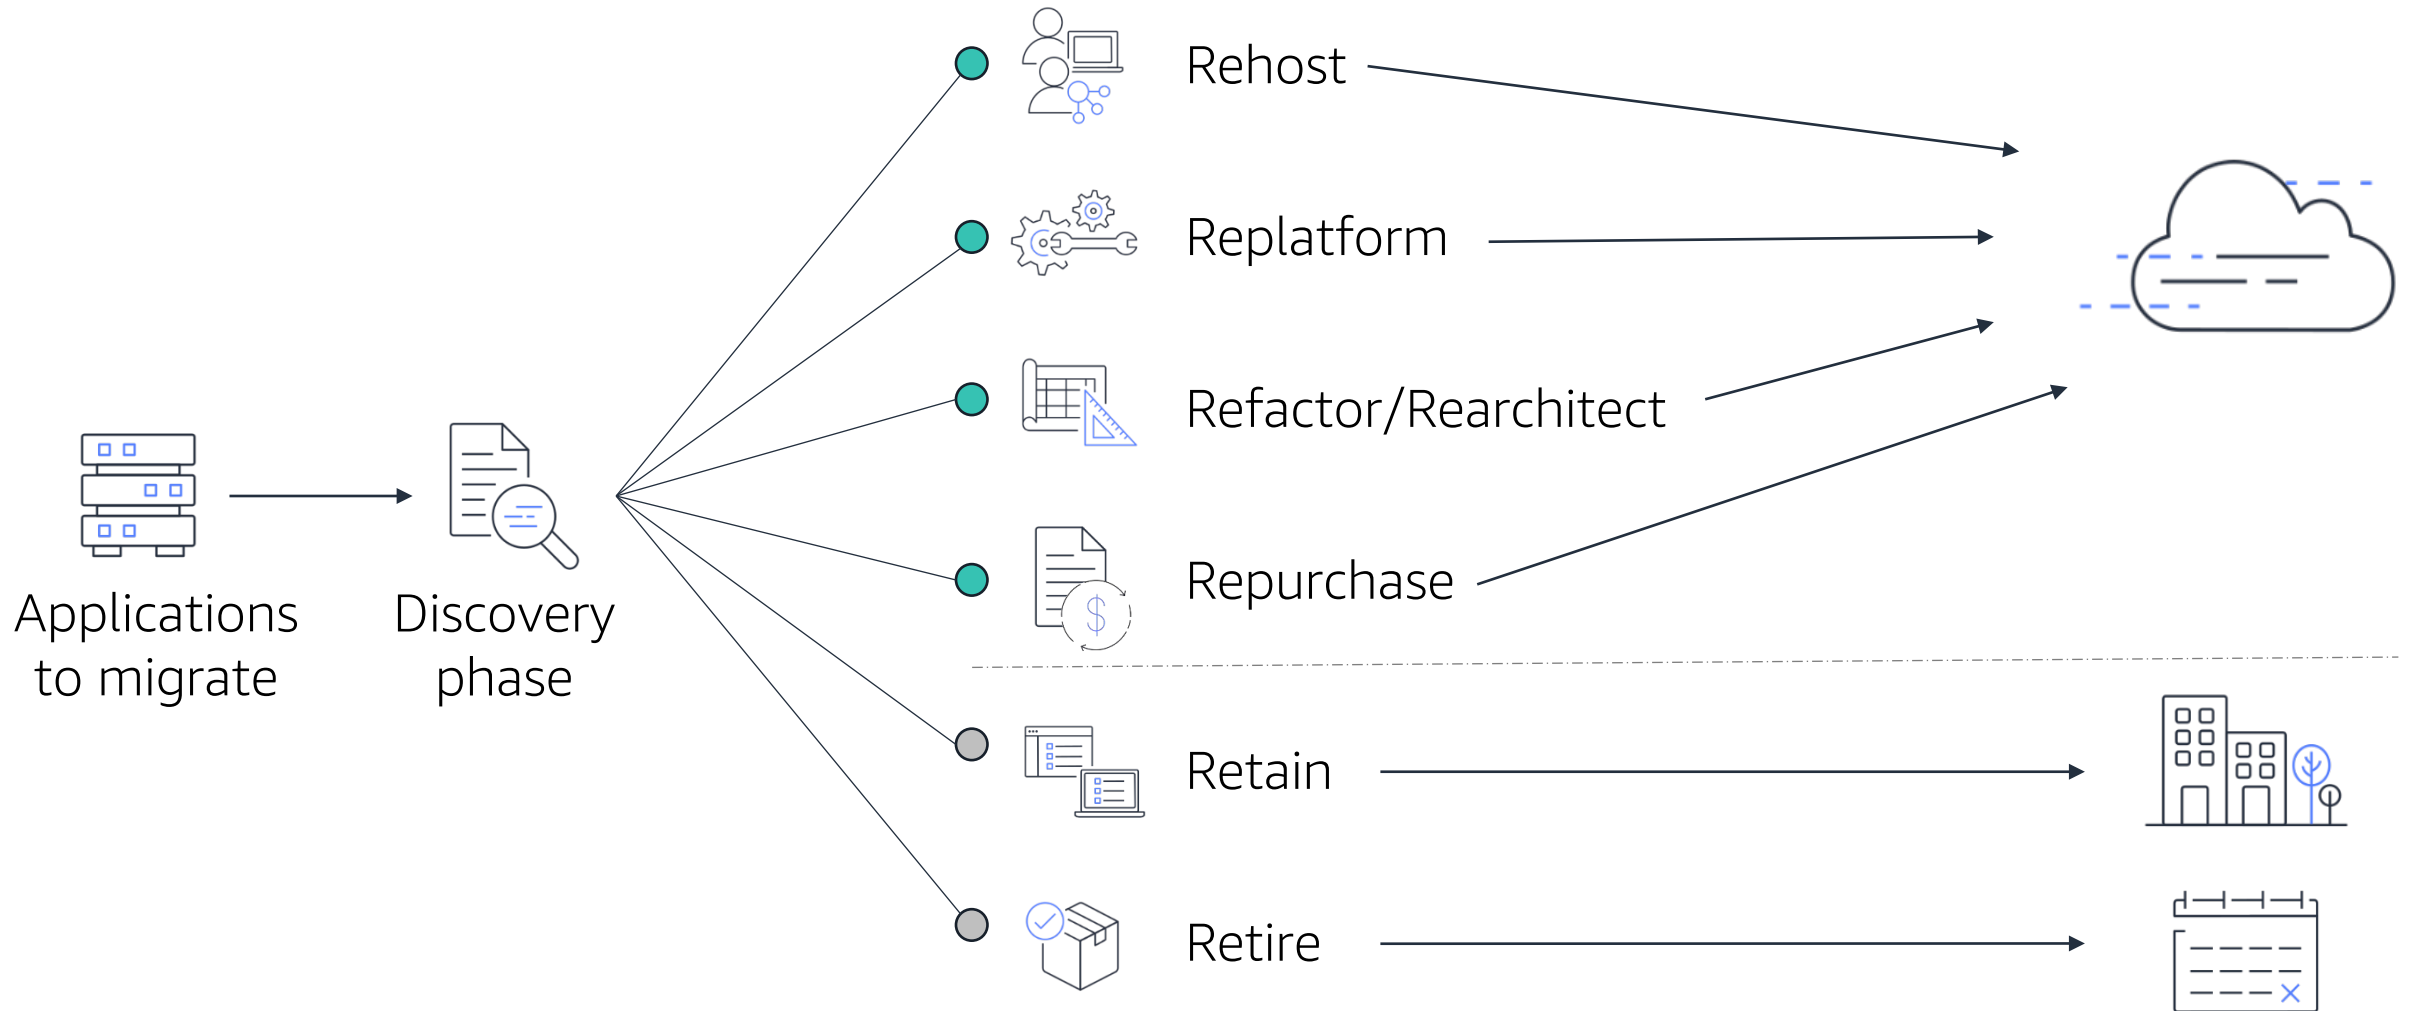 Applications
to migrate
Discovery
phase
Rehost
Replatform
Refactor/Rearchitect
Repurchase
$
Retain
Retire